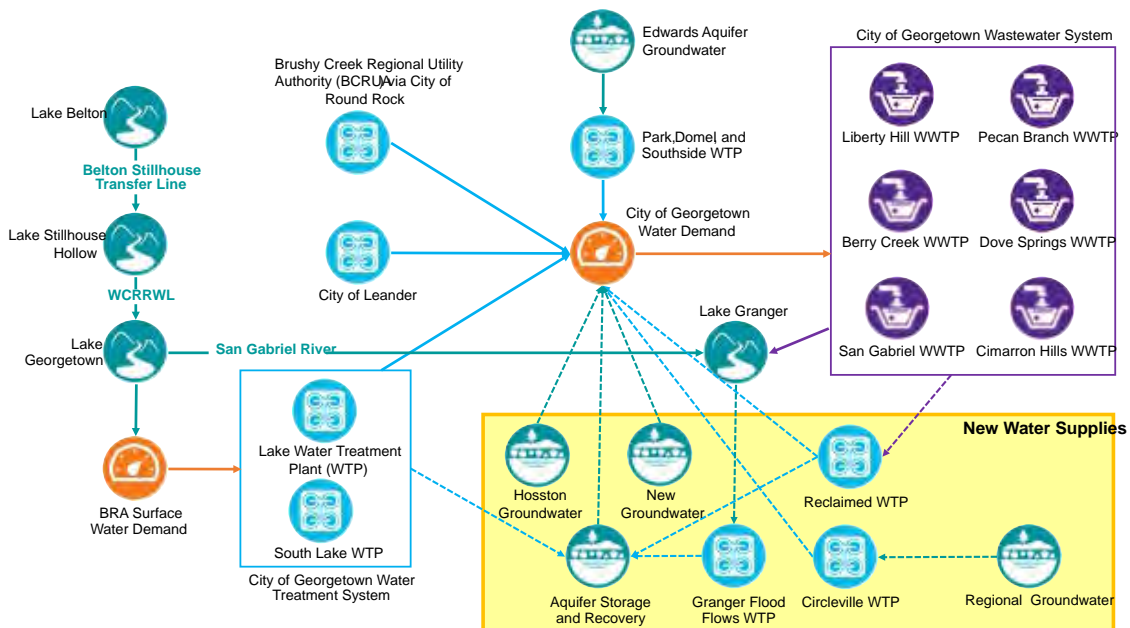 City of Georgetown Wastewater System
Edwards Aquifer
Groundwater
Brushy Creek Regional Utility
Authority (BCRUA) via City of
Round Rock
Lake Belton
Liberty Hill WWTP
Pecan Branch WWTP
Park,Domel, and
Southside WTP
Belton Stillhouse
Transfer Line
City of Georgetown
Water Demand
Lake Stillhouse
Hollow
Berry Creek WWTP
Dove Springs WWTP
City of Leander
WCRRWL
Lake Granger
Lake
Georgetown
San Gabriel River
San Gabriel WWTP
Cimarron Hills WWTP
New Water Supplies
Lake Water Treatment
Plant (WTP)
Hosston
Groundwater
New
Groundwater
Reclaimed WTP
BRA Surface
Water Demand
South Lake WTP
City of Georgetown Water
Treatment System
Aquifer Storage
and Recovery
Granger Flood
Flows WTP
Circleville WTP
Regional Groundwater